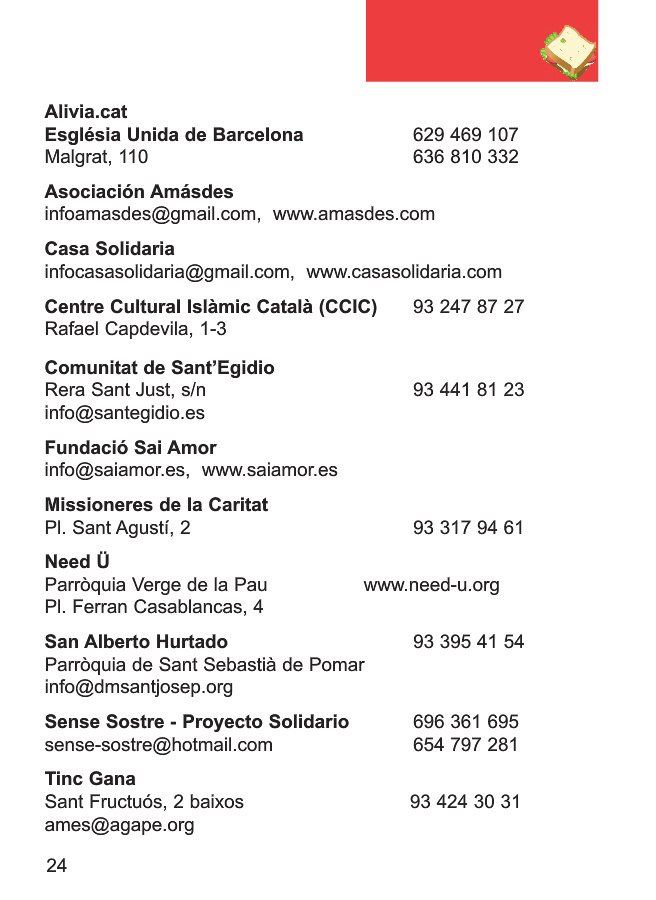 Alivia.cat
Església Unida de Barcelona 629 469 107
Malgrat, 110 636 810 332
Asociación Amásdes
infoamasdes@gmail.com, www.amasdes.com
Casa Solidaria
infocasasolidaria@gmail.com, www.casasolidaria.com
Centre Cultural Islàmic Català (CCIC) 93 247 87 27
Rafael Capdevila, 1-3
Comunitat de Sant’Egidio
Rera Sant Just, s/n 93 441 81 23
info@santegidio.es
Fundació Sai Amor
info@saiamor.es, www.saiamor.es
Missioneres de la Caritat
Pl. Sant Agustí, 2 93 317 94 61
Need Ü
Parròquia Verge de la Pau www.need-u.org
Pl. Ferran Casablancas, 4
San Alberto Hurtado 93 395 41 54
Parròquia de Sant Sebastià de Pomar
info@dmsantjosep.org
Sense Sostre - Proyecto Solidario 696 361 695
sense-sostre@hotmail.com 654 797 281
Tinc Gana
Sant Fructuós, 2 baixos 93 424 30 31
ames@agape.org
24